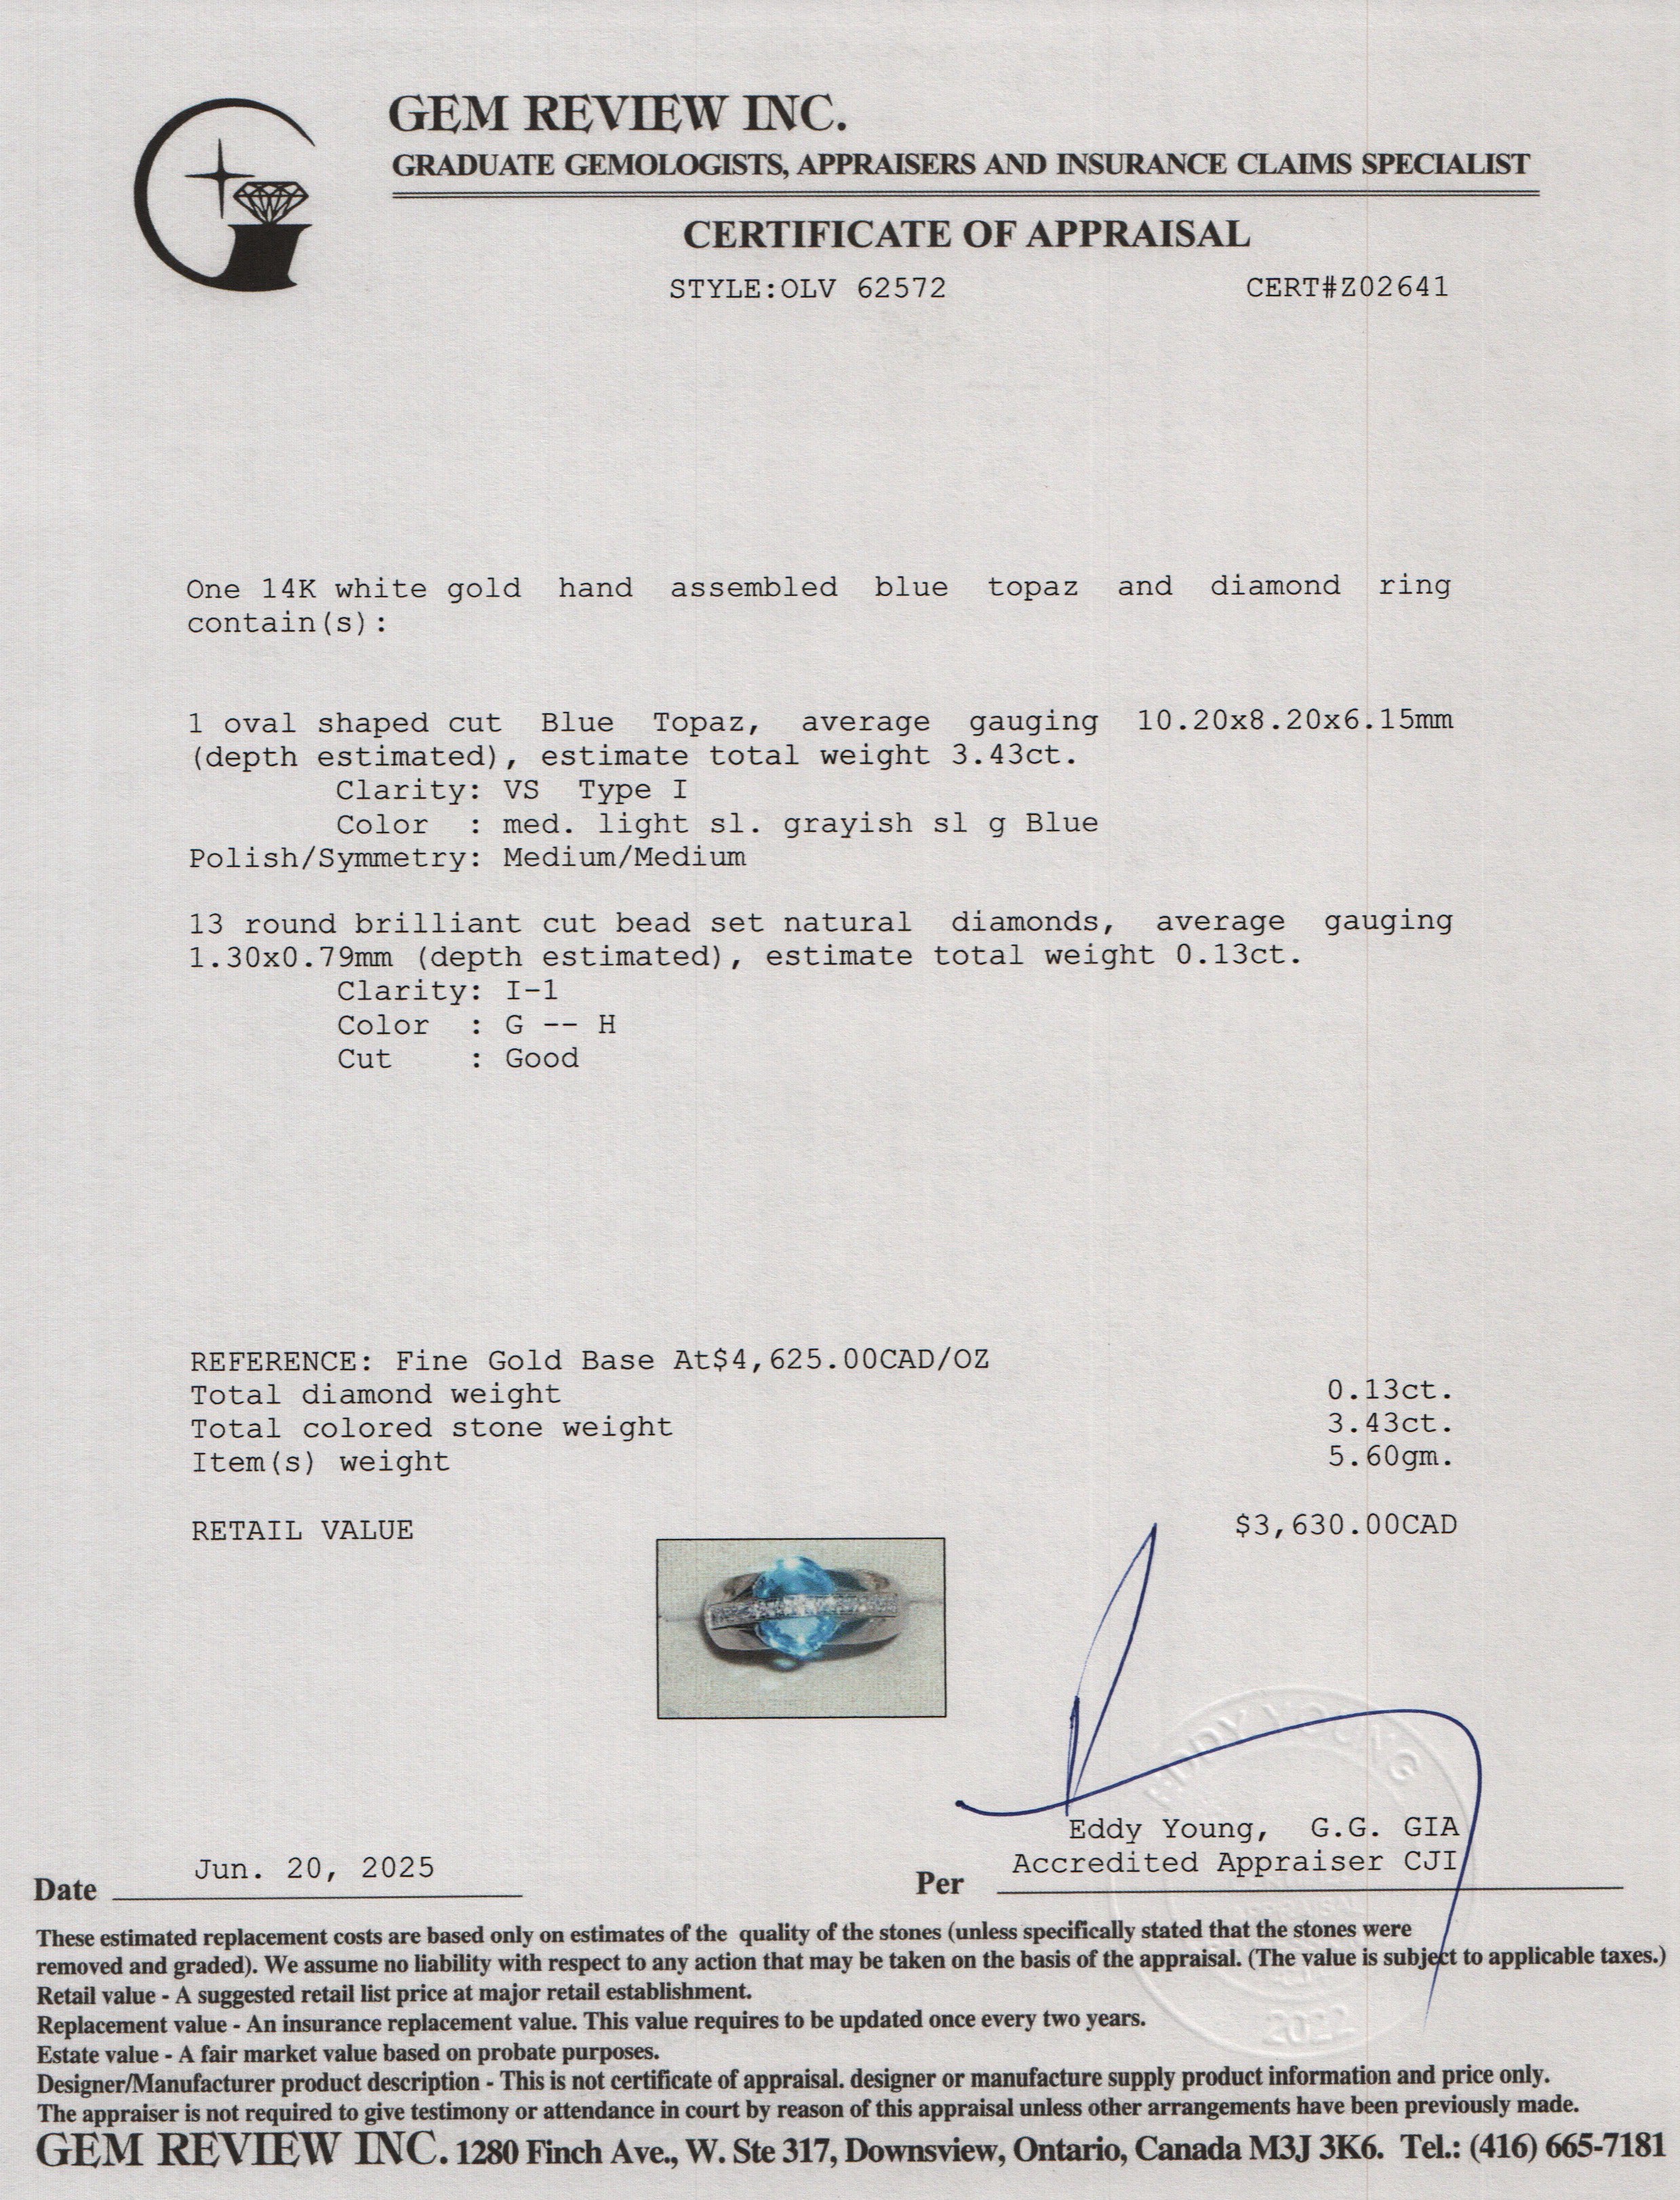 GEM REVIEW INC.
GRADUATE GEMOLOGISTS, APPRAISERS AND INSURANCE CLAIMS SPECIALIST
CERTIFICATE OF APPRAISAL
STYLE:OLV 62572 CERT#Z02641
One 14K white gold hand assembled blue topaz and diamond ring
contain(s):
1 oval shaped cut Blue Topaz, average gauging 10.20x8.20x6.15mm
(depth estimated), estimate total weight 3.43ct.
Clarity: VS Type I
Color : med. light sl. grayish sl g Blue
Polish/Symmetry: Medium/Medium
13 round brilliant cut bead set natural diamonds, average gauging
1.30x0.79mm (depth estimated), estimate total weight 0.13ct.
Clarity: I-1
Color : G -- H
Cut : Good
REFERENCE: Fine Gold Base At$4,625.00CAD/OZ
Total diamond weight 0.13ct.
Total colored stone weight 3.43ct.
Item(s) weight 5.60gm.
RETAIL VALUE $3,630.00CAD
EDDY YOUNG
Eddy Young, G.G. GIA
Date Jun. 20, 2025 Per Accredited Appraiser CJI
These estimated replacement costs are based only on estimates of the quality of the stones (unless specifically stated that the stones were
removed and graded). We assume no liability with respect to any action that may be taken on the basis of the appraisal. (The value is subject to applicable taxes.)
Retail value - A suggested retail list price at major retail establishment.
Replacement value - An insurance replacement value. This value requires to be updated once every two years.
2022
Estate value - A fair market value based on probate purposes.
Designer/Manufacturer product description - This is not certificate of appraisal. designer or manufacture supply product information and price only.
The appraiser is not required to give testimony or attendance in court by reason of this appraisal unless other arrangements have been previously made.
GEM REVIEW INC. 1280 Finch Ave., W. Ste 317, Downsview, Ontario, Canada M3J 3K6. Tel.: (416) 665-7181